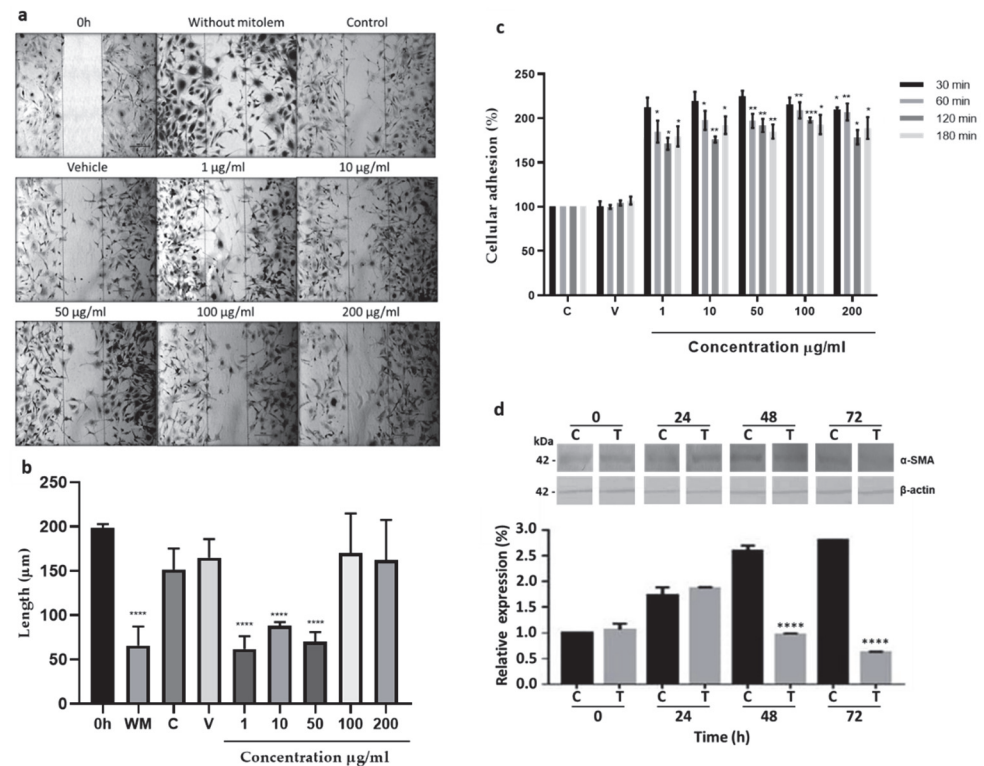 a
0h Without mitolem Control
Vehicle 1 µg/ml 10 µg/ml
50 µg/ml 100 µg/ml 200 µg/ml
b
Length (µm)
250
200
150
100
50
0
**** **** **** ****
0h WM C V 1 10 50 100 200
Concentration µg/ml
c
Cellular adhesion (%)
250
200
150
100
50
0
* * * * ** * ** ** ** ** *** * * ** * *
30 min
60 min
120 min
180 min
C V 1 10 50 100 200
Concentration µg/ml
d
0 24 48 72
C T C T C T C T
kDa
42 - α-SMA
42 - β-actin
Relative expression (%)
3.0
2.5
2.0
1.5
1.0
0.5
0.0
**** ****
C T C T C T C T
0 24 48 72
Time (h)